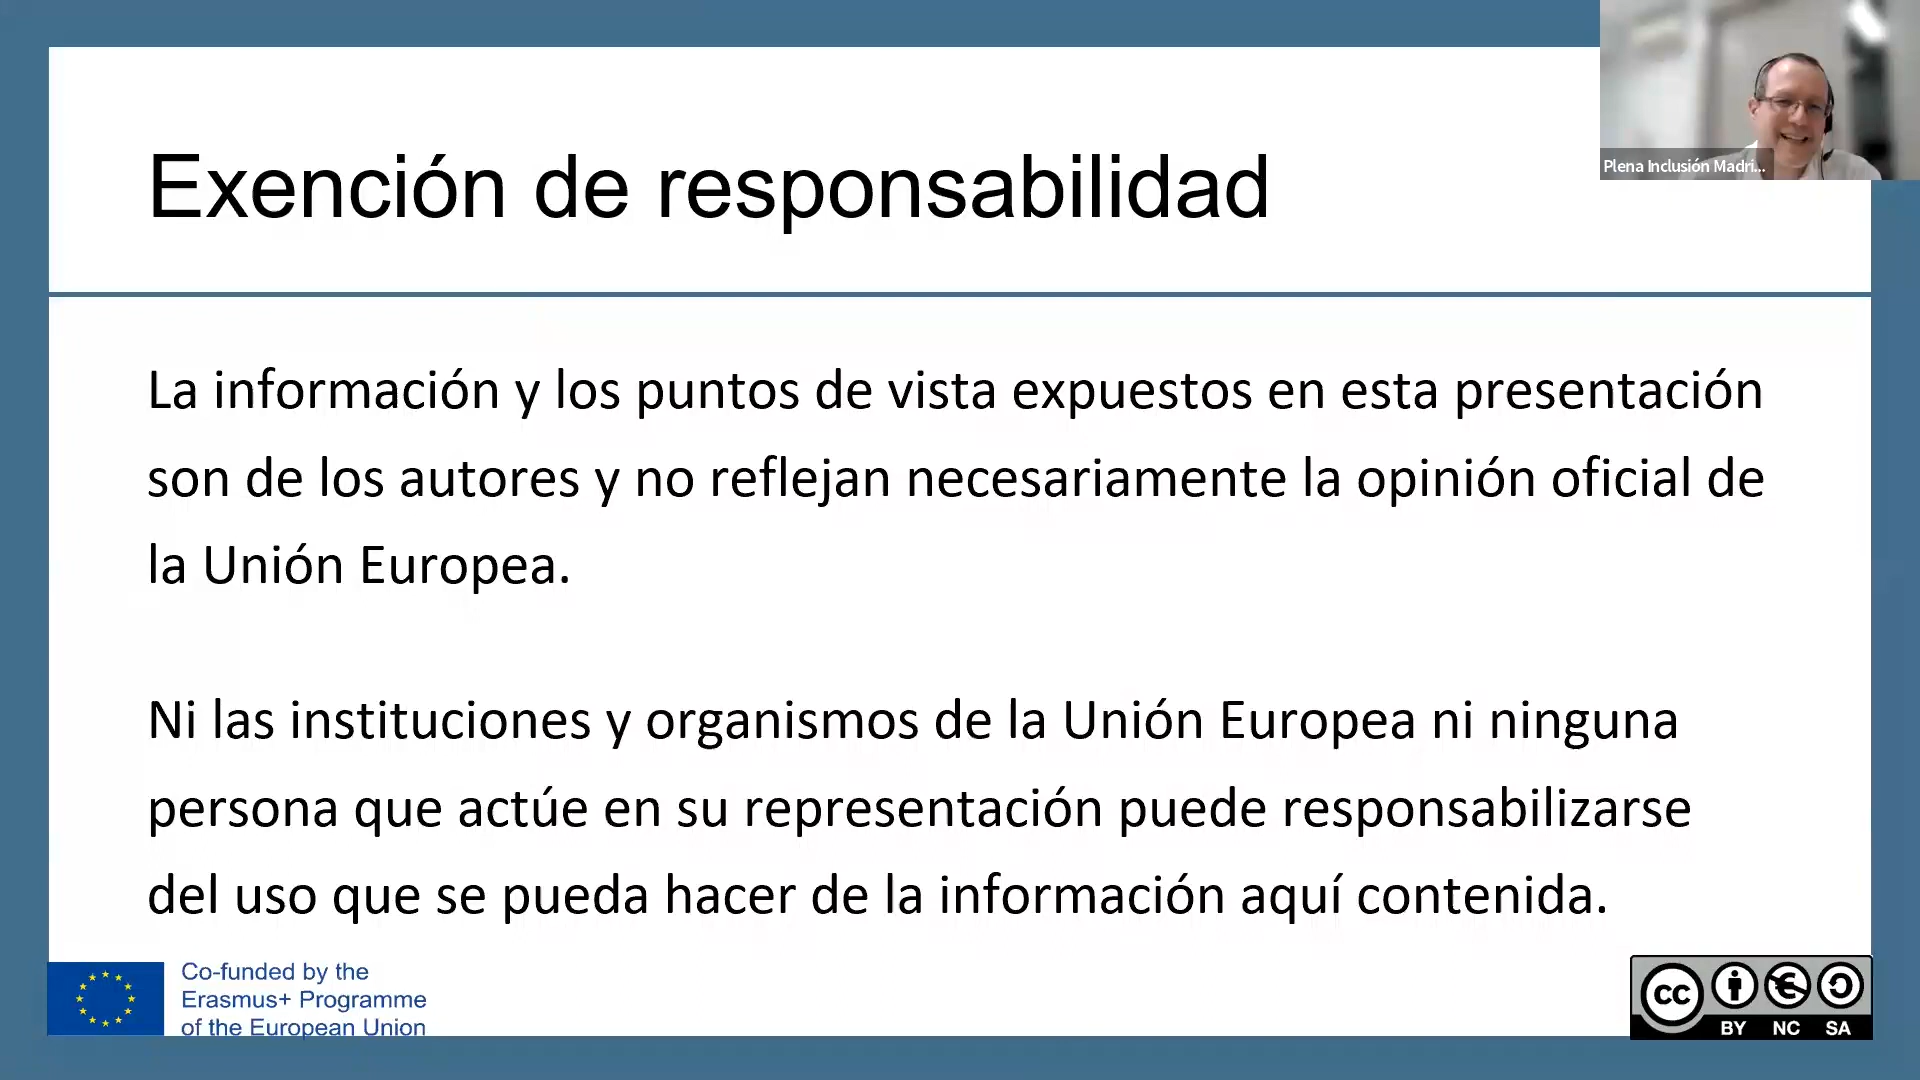 Exención de responsabilidad
Plena Inclusión Madri...
La información y los puntos de vista expuestos en esta presentación
son de los autores y no reflejan necesariamente la opinión oficial de
la Unión Europea.
Ni las instituciones y organismos de la Unión Europea ni ninguna
persona que actúe en su representación puede responsabilizarse
del uso que se pueda hacer de la información aquí contenida.
Co-funded by the
Erasmus+ Programme
of the European Union
cc
BY NC SA